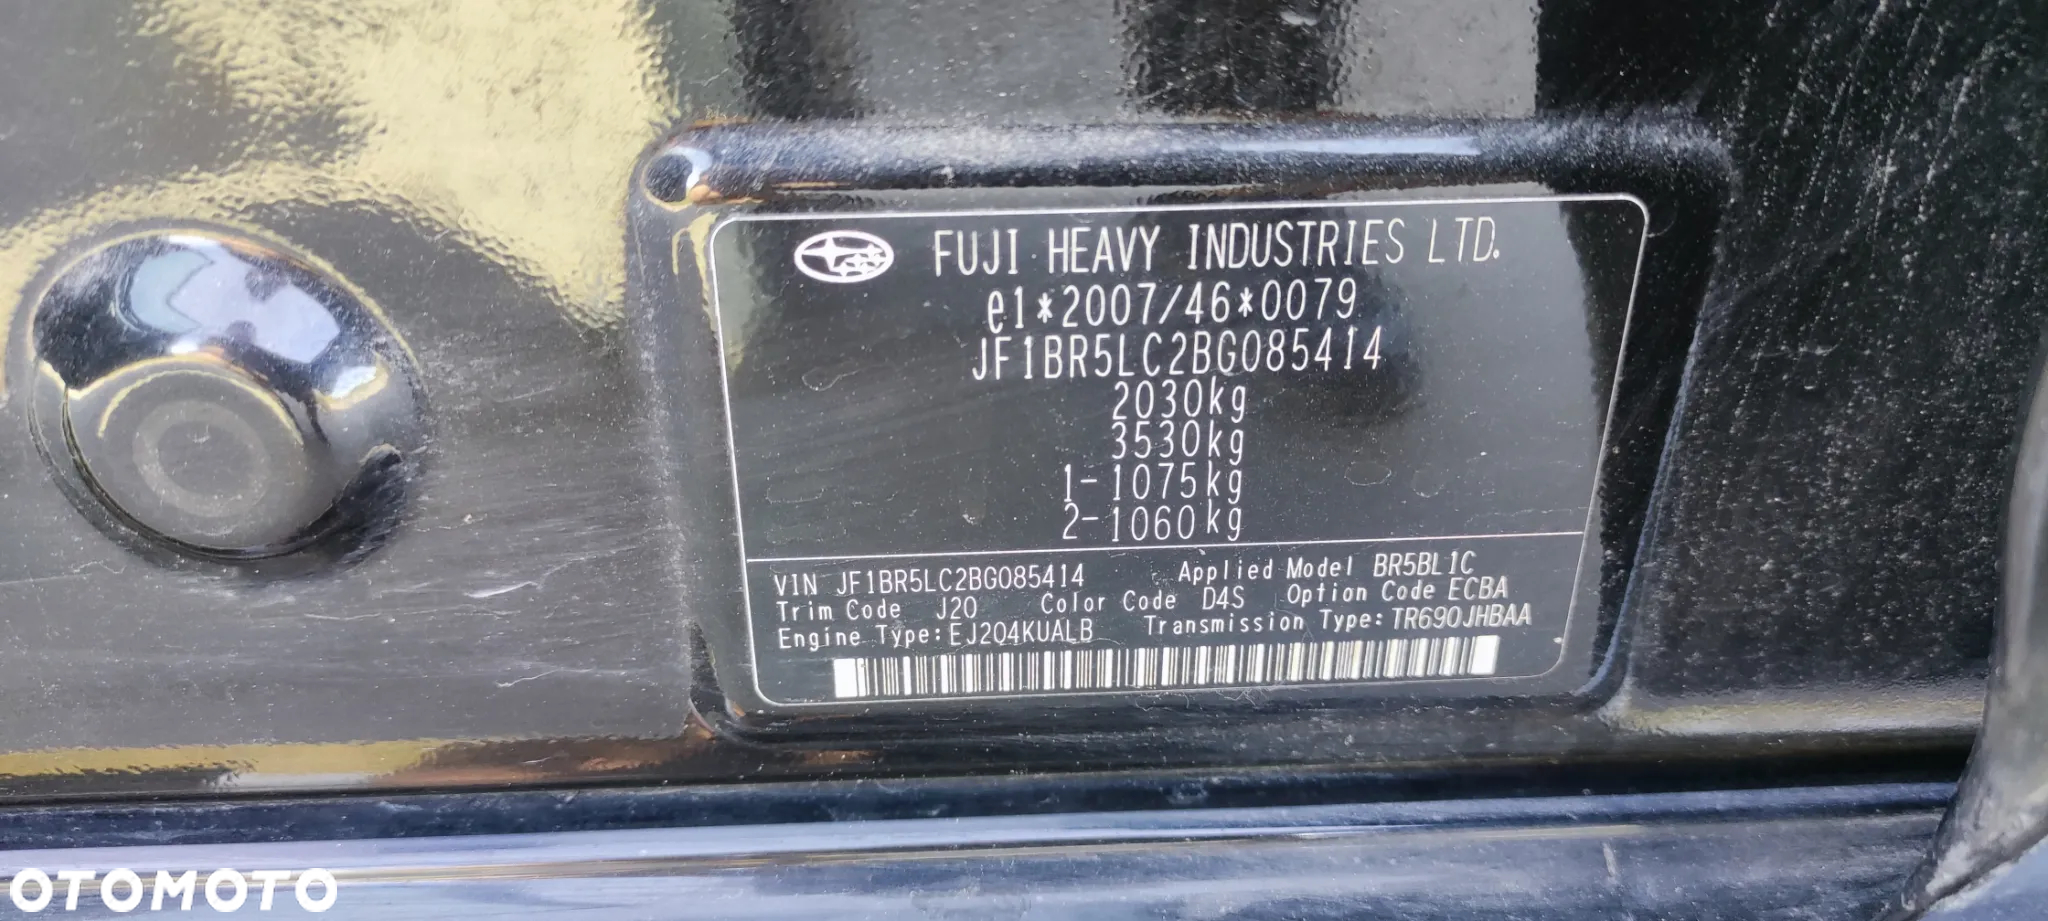 FUJI HEAVY INDUSTRIES LTD.
e1*2007/46*0079
JF1BR5LC2BG085414
2030kg
3530kg
1-1075kg
2-1060kg
VIN JF1BR5LC2BG085414 Applied Model BR5BL1C
Trim Code J20 Color Code D4S Option Code ECBA
Engine Type:EJ204KUALB Transmission Type:TR690JHBAA
OTOMOTO